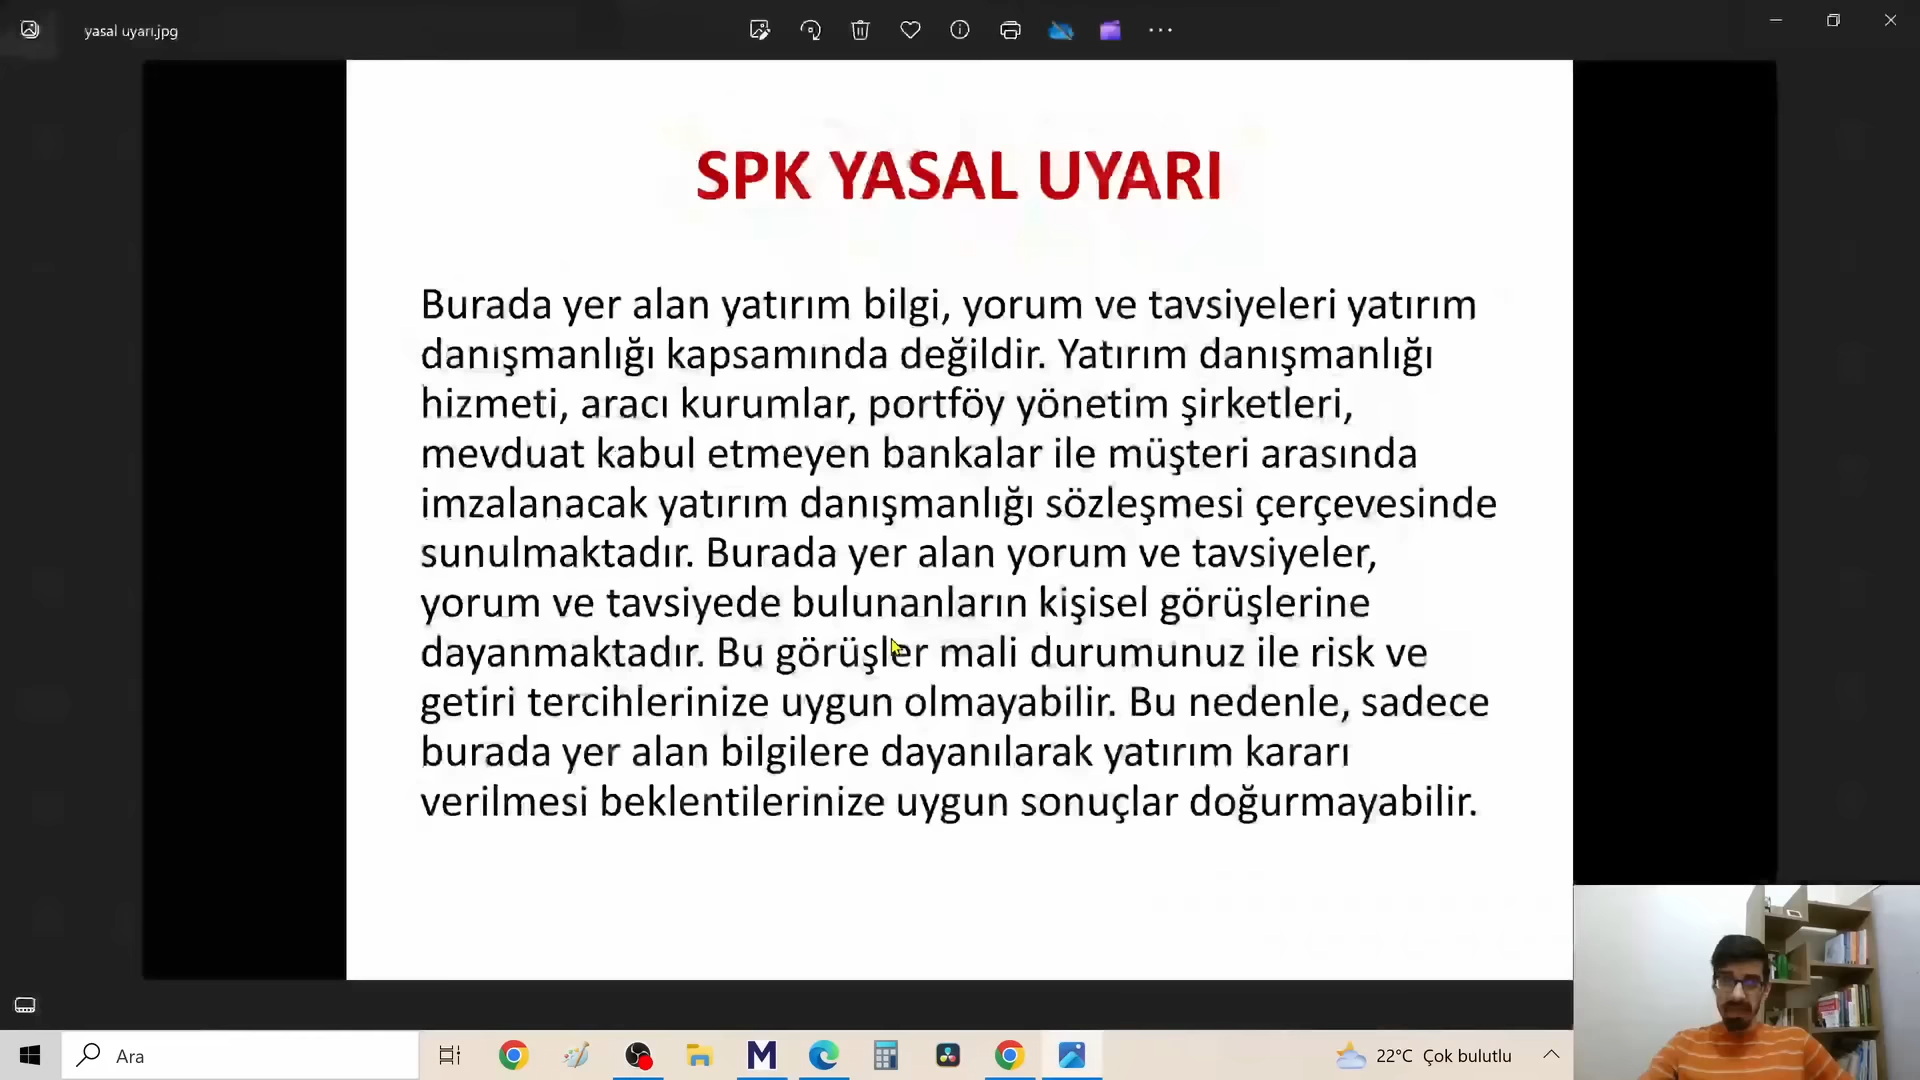 yasal uyarı.jpg
SPK YASAL UYARI
Burada yer alan yatırım bilgi, yorum ve tavsiyeleri yatırım
danışmanlığı kapsamında değildir. Yatırım danışmanlığı
hizmeti, aracı kurumlar, portföy yönetim şirketleri,
mevduat kabul etmeyen bankalar ile müşteri arasında
imzalanacak yatırım danışmanlığı sözleşmesi çerçevesinde
sunulmaktadır. Burada yer alan yorum ve tavsiyeler,
yorum ve tavsiyede bulunanların kişisel görüşlerine
dayanmaktadır. Bu görüşler mali durumunuz ile risk ve
getiri tercihlerinize uygun olmayabilir. Bu nedenle, sadece
burada yer alan bilgilere dayanılarak yatırım kararı
verilmesi beklentilerinize uygun sonuçlar doğurmayabilir.
Ara
22°C Çok bulutlu